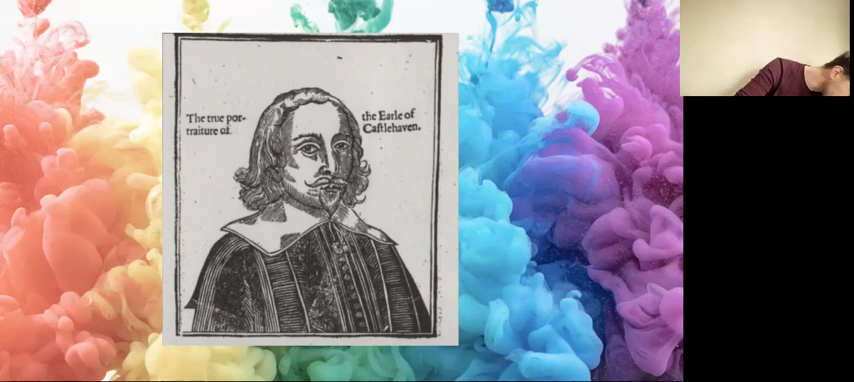 The true por-
traiture of
the Earle of
Caſtlehaven.